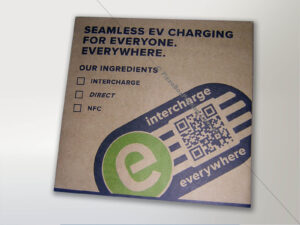 SEAMLESS EV CHARGING
FOR EVERYONE.
EVERYWHERE.
OUR INGREDIENTS
INTERCHARGE
DIRECT
NFC
intercharge
e
everywhere